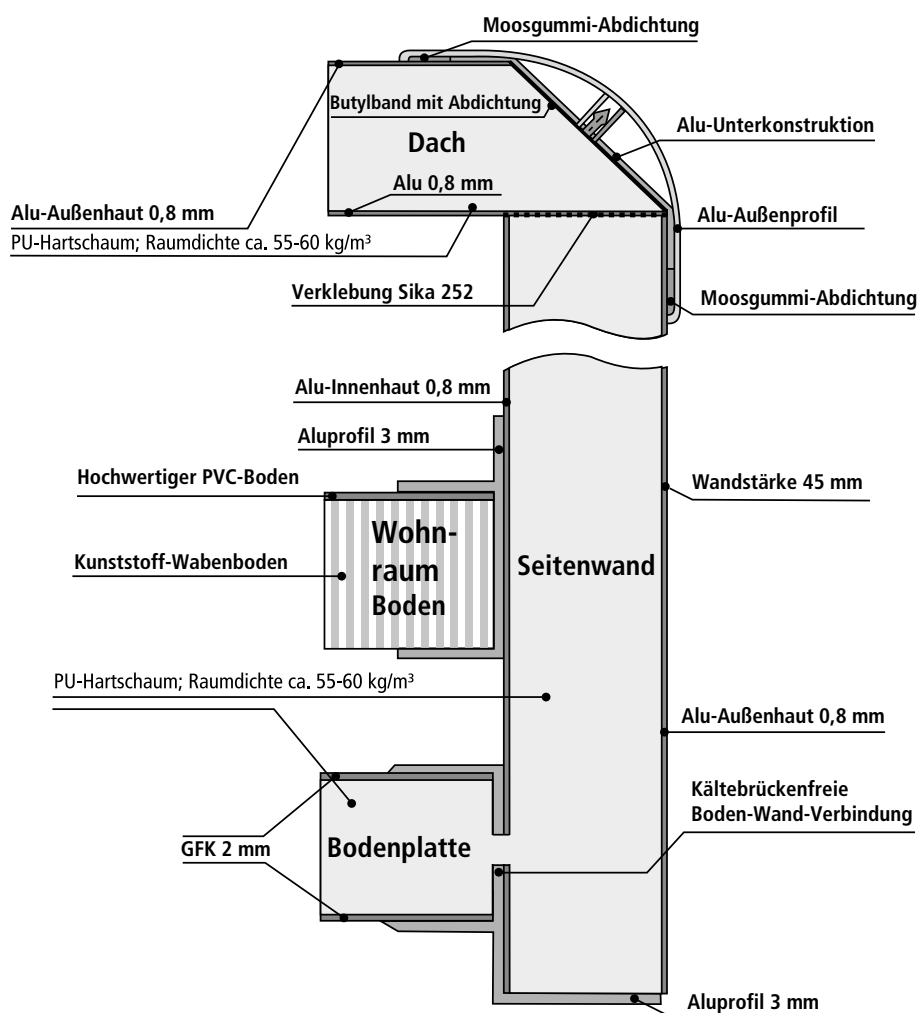 Moosgummi-Abdichtung
Butylband mit Abdichtung
Dach
Alu-Unterkonstruktion
Alu 0,8 mm
Alu-Außenhaut 0,8 mm
Alu-Außenprofil
PU-Hartschaum; Raumdichte ca. 55-60 kg/m³
Verklebung Sika 252
Moosgummi-Abdichtung
Alu-Innenhaut 0,8 mm
Aluprofil 3 mm
Hochwertiger PVC-Boden
Wandstärke 45 mm
Wohn-
raum
Boden
Kunststoff-Wabenboden
Seitenwand
PU-Hartschaum; Raumdichte ca. 55-60 kg/m³
Alu-Außenhaut 0,8 mm
Kältebrückenfreie
Boden-Wand-Verbindung
GFK 2 mm
Bodenplatte
Aluprofil 3 mm